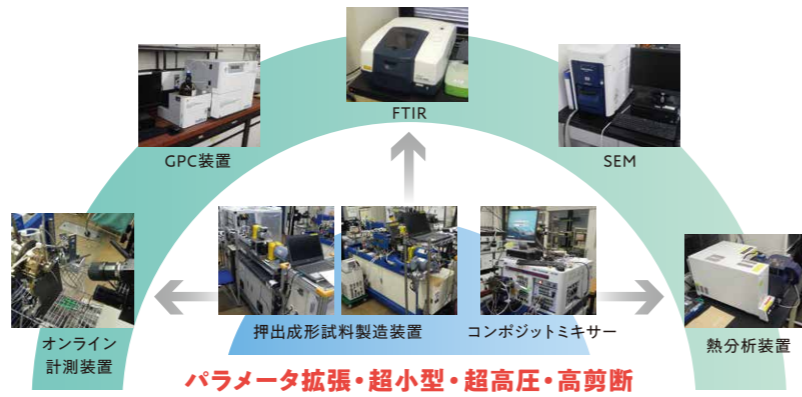 FTIR
GPC装置
SEM
オンライン
計測装置
押出成形試料製造装置
コンポジットミキサー
熱分析装置
パラメータ拡張・超小型・超高圧・高剪断